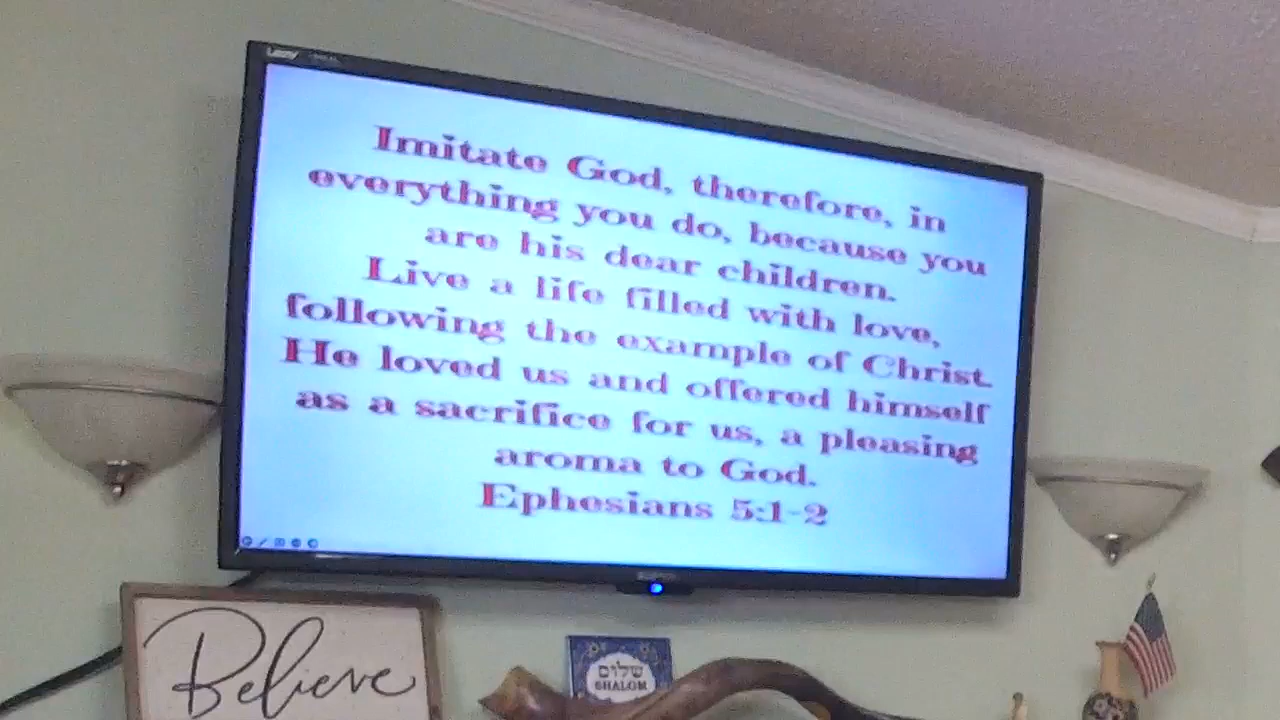 Imitate God, therefore, in
everything you do, because you
are his dear children.
Live a life filled with love,
following the example of Christ.
He loved us and offered himself
as a sacrifice for us, a pleasing
aroma to God.
Ephesians 5:1-2
Believe
שלום
SHALOM